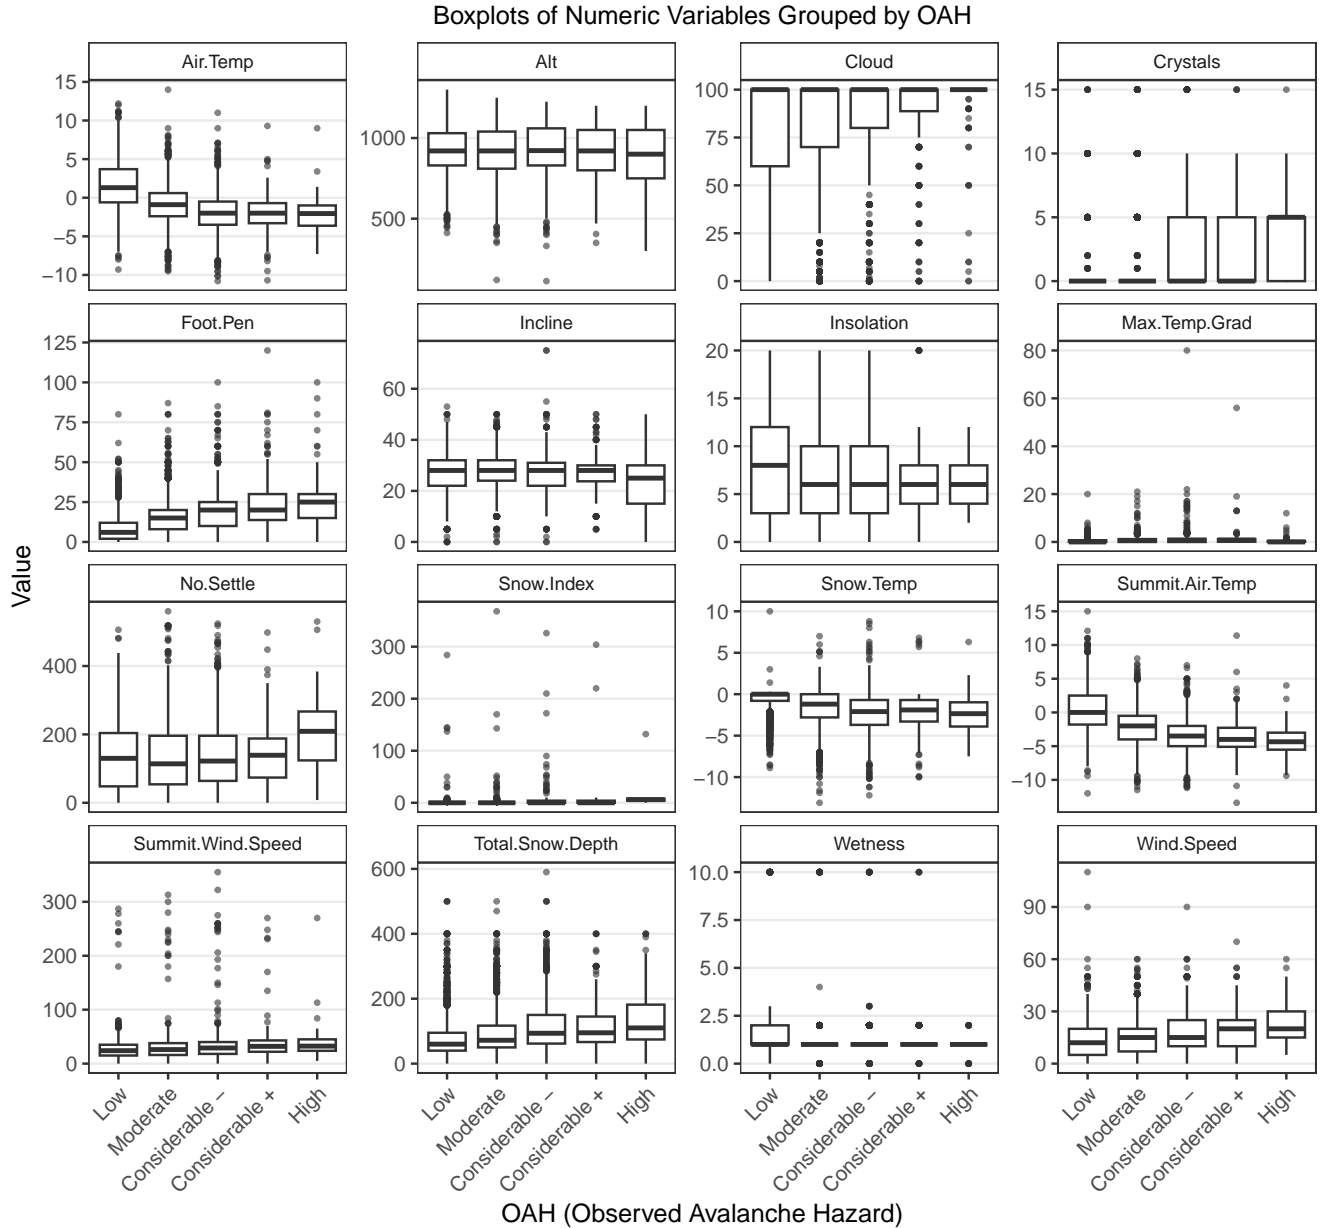 Boxplots of Numeric Variables Grouped by OAH
Air.Temp
Alt
Cloud
Crystals
15
10
5
0
−5
−10
1000
500
100
75
50
25
0
15
10
5
0
Foot.Pen
Incline
Insolation
Max.Temp.Grad
125
100
75
50
25
0
60
40
20
0
20
15
10
5
0
80
60
40
20
0
Value
No.Settle
Snow.Index
Snow.Temp
Summit.Air.Temp
400
200
0
300
200
100
0
10
5
0
−5
−10
15
10
5
0
−5
−10
Summit.Wind.Speed
Total.Snow.Depth
Wetness
Wind.Speed
300
200
100
0
600
400
200
0
10.0
7.5
5.0
2.5
0.0
90
60
30
0
Low
Moderate
Considerable −
Considerable +
High
Low
Moderate
Considerable −
Considerable +
High
Low
Moderate
Considerable −
Considerable +
High
Low
Moderate
Considerable −
Considerable +
High
OAH (Observed Avalanche Hazard)